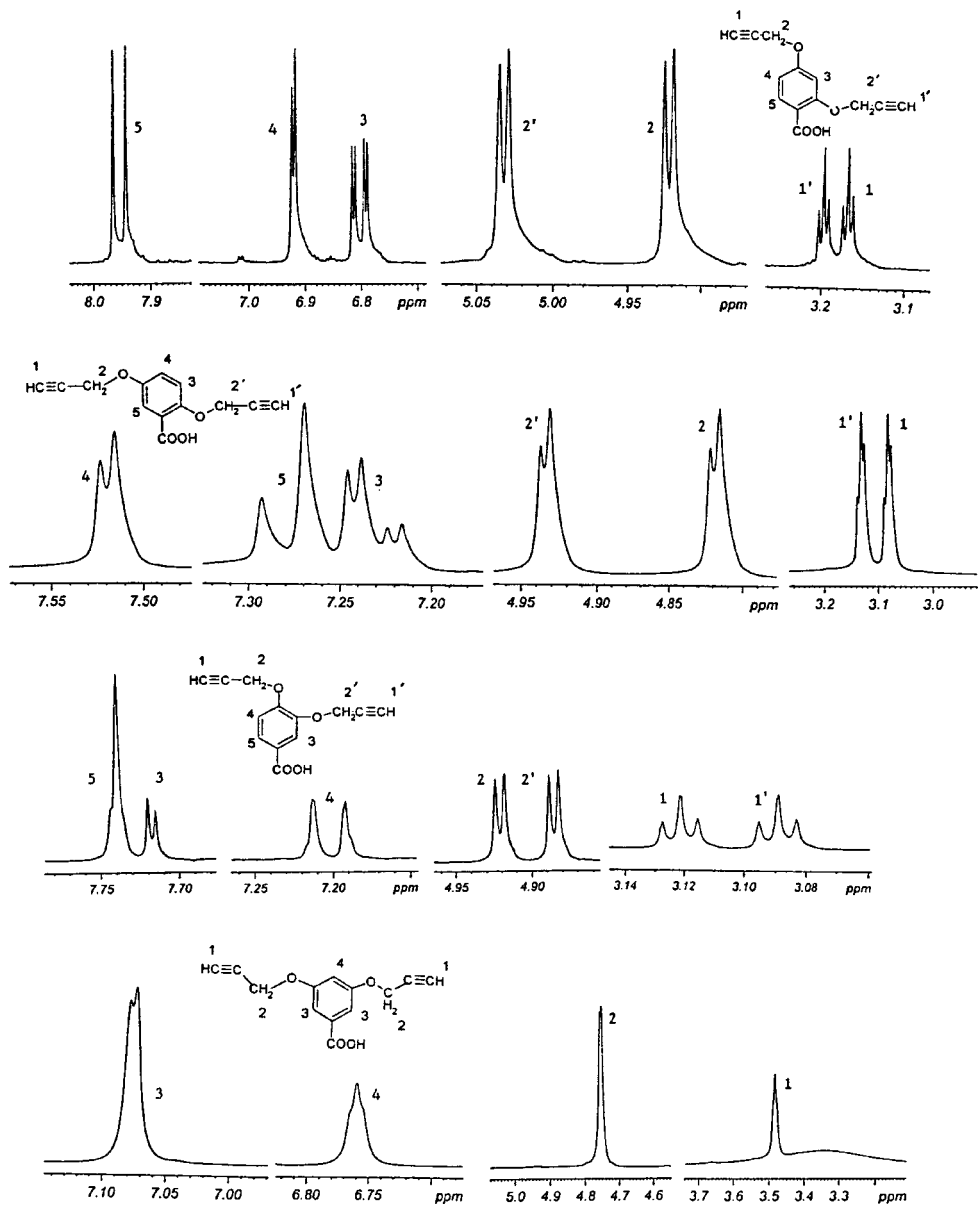 1
2
HC≡C-CH₂
O
4
3
2'
5
O-CH₂-C≡CH
1'
COOH
5
4
3
2'
2
1'
1
8.0 7.9
7.0 6.9 6.8 ppm
5.05 5.00 4.95 ppm
3.2 3.1
1
2
4
HC≡C-CH₂
O
3
2'
1'
5
O-CH₂-C≡CH
COOH
4
5
3
2'
2
1'
1
7.55 7.50
7.30 7.25 7.20
4.95 4.90 4.85 ppm
3.2 3.1 3.0
1
2
HC≡C-CH₂
O
2'
1'
4
O-CH₂C≡CH
5
3
COOH
5
3
4
2
2'
1
1'
7.75 7.70
7.25 7.20 ppm
4.95 4.90
3.14 3.12 3.10 3.08 ppm
1
4
1
HC≡C-CH₂
O
O
C≡CH
CH₂
2
3
3
2
COOH
3
4
2
1
7.10 7.05 7.00
6.80 6.75 ppm
5.0 4.9 4.8 4.7 4.6
3.7 3.6 3.5 3.4 3.3 ppm